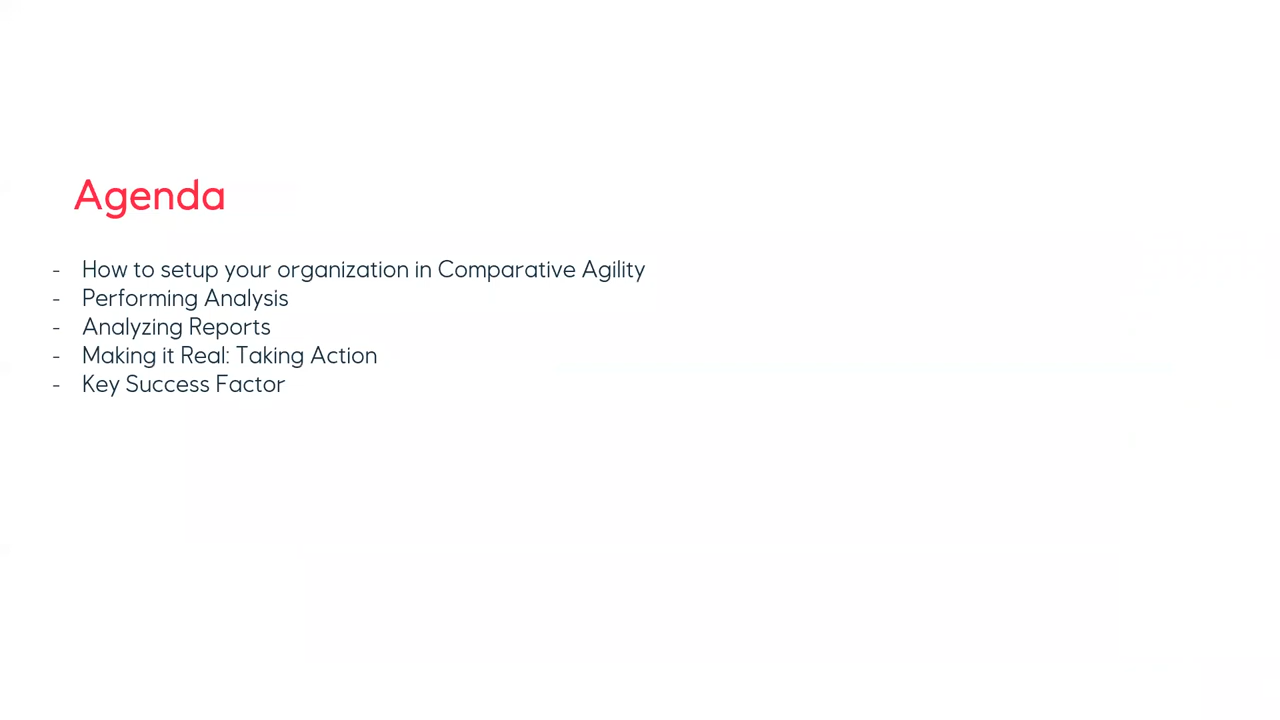 Agenda
- How to setup your organization in Comparative Agility
- Performing Analysis
- Analyzing Reports
- Making it Real: Taking Action
- Key Success Factor